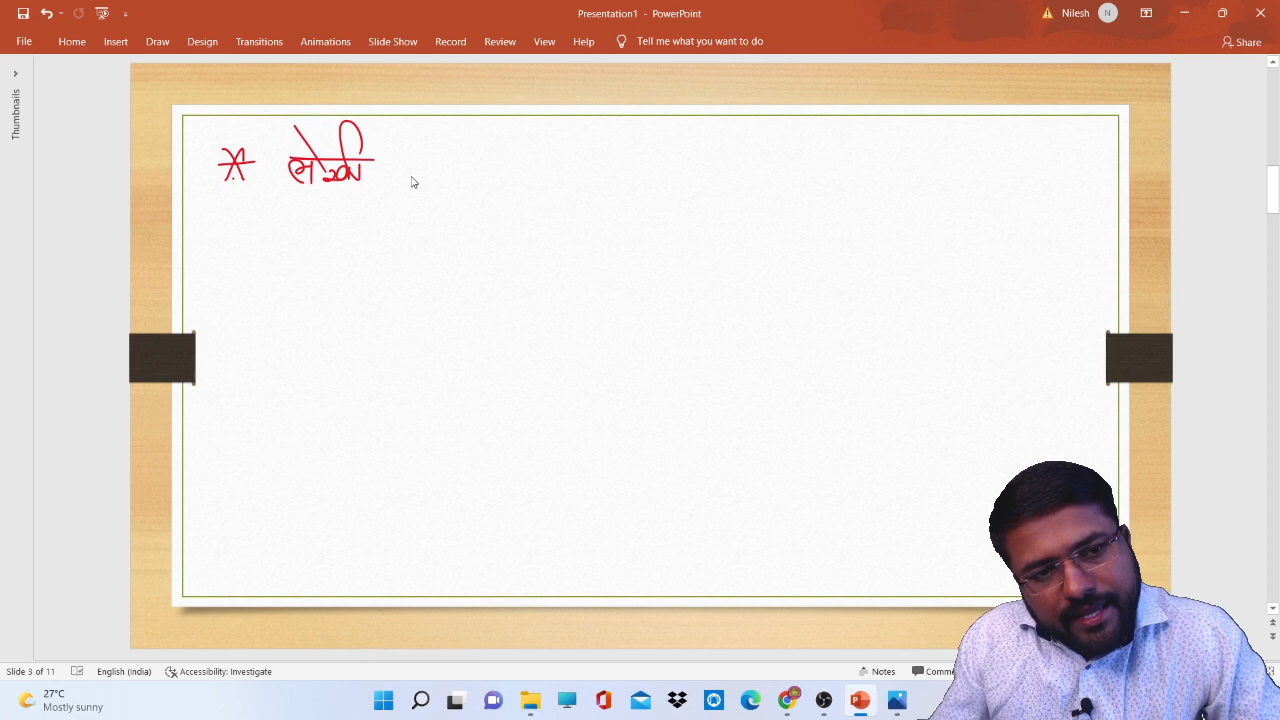 Presentation1 - PowerPoint
Nilesh
N
File Home Insert Draw Design Transitions Animations Slide Show Record Review View Help Tell me what you want to do
Share
Thumbnails
Slide 3 of 11 English (India) Accessibility: Investigate
Notes
27°C
Mostly sunny